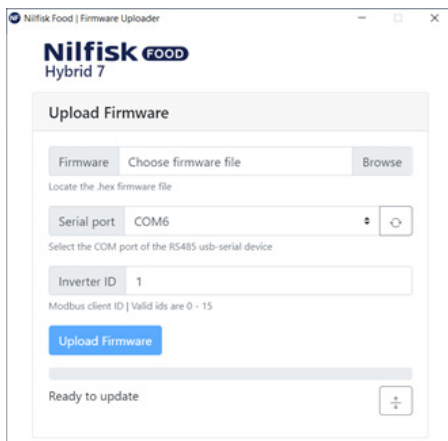 NF Nilfisk Food | Firmware Uploader
Nilfisk FOOD
Hybrid 7
Upload Firmware
Firmware Choose firmware file Browse
Locate the .hex firmware file
Serial port COM6
Select the COM port of the RS485 usb-serial device
Inverter ID 1
Modbus client ID | Valid ids are 0 - 15
Upload Firmware
Ready to update